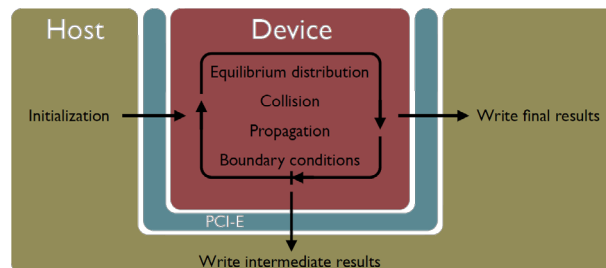 Host
Device
Equilibrium distribution
Collision
Initialization
Write final results
Propagation
Boundary conditions
PCI-E
Write intermediate results